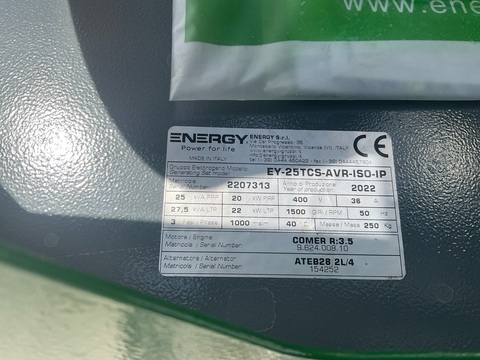 www.ene
ENERGY
Power for life
MADE IN ITALY
ENERGY S.r.l.
Gruppo Elettrogeno Modello
Generating Set model
EY-25TCS-AVR-ISO-IP
Matricola
Serial Number
2207313
Anno di Produzione
Year of production
2022
25 kVA PRP 20 kW PRP 400 V 36 A
27,5 kVA LTP 22 kW LTP 1500 GIRI/RPM 50 Hz
3 1000 40 Massa / Mass 250 Kg
Motore / Engine
Matricola / Serial Number:
COMER R:3.5
9.624.008.10
Alternatore / Alternator
Matricola / Serial Number:
ATEB28 2L/4
154252